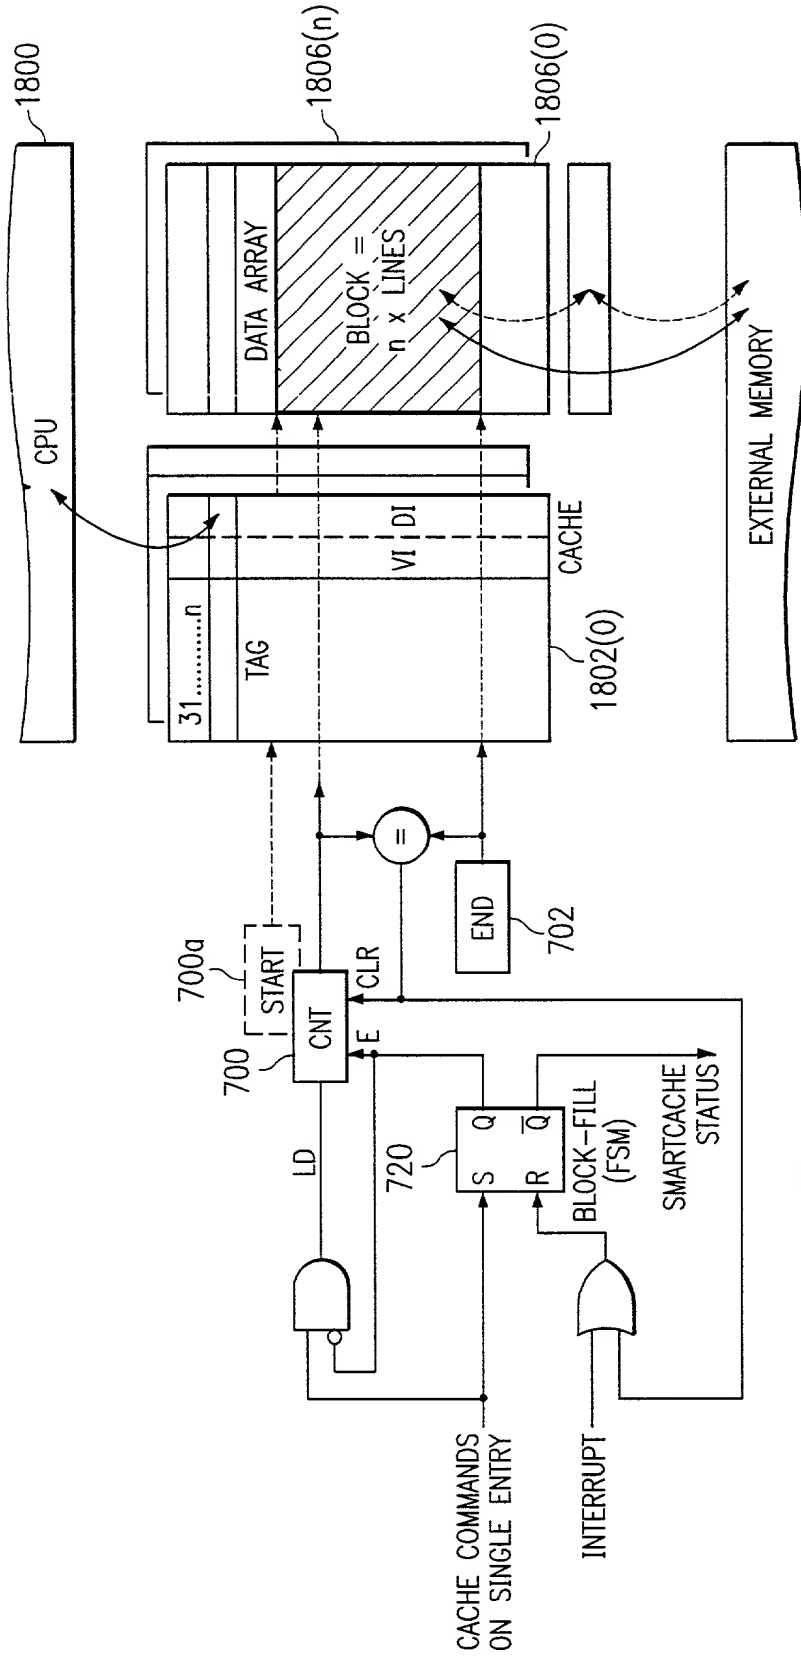 1800
CPU
1806(n)
1806(0)
DATA ARRAY
BLOCK =
n x LINES
31...........n
TAG
VI
DI
CACHE
1802(0)
EXTERNAL MEMORY
700a
START
700
CNT
LD
E
CLR
=
END
702
720
S
Q
R
Q̅
BLOCK-FILL
(FSM)
SMARTCACHE
STATUS
CACHE COMMANDS
ON SINGLE ENTRY
INTERRUPT